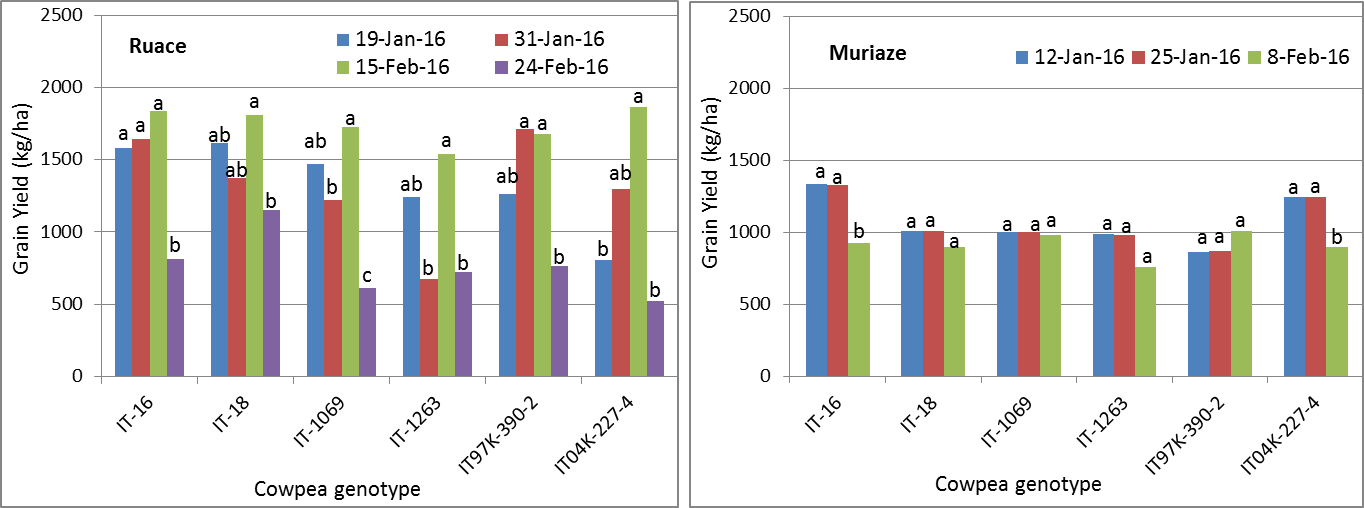 Ruace
19-Jan-16 31-Jan-16
15-Feb-16 24-Feb-16
Grain Yield (kg/ha)
2500
2000
1500
1000
500
0
a a a b
ab ab a b
ab b a c
ab b a b
ab a a b
b ab a b
IT-16 IT-18 IT-1069 IT-1263 IT97K-390-2 IT04K-227-4
Cowpea genotype
Muriaze
12-Jan-16 25-Jan-16 8-Feb-16
Grain Yield (kg/ha)
2500
2000
1500
1000
500
0
a a b
a a a
a a a
a a a
a a a
a a b
IT-16 IT-18 IT-1069 IT-1263 IT97K-390-2 IT04K-227-4
Cowpea genotype